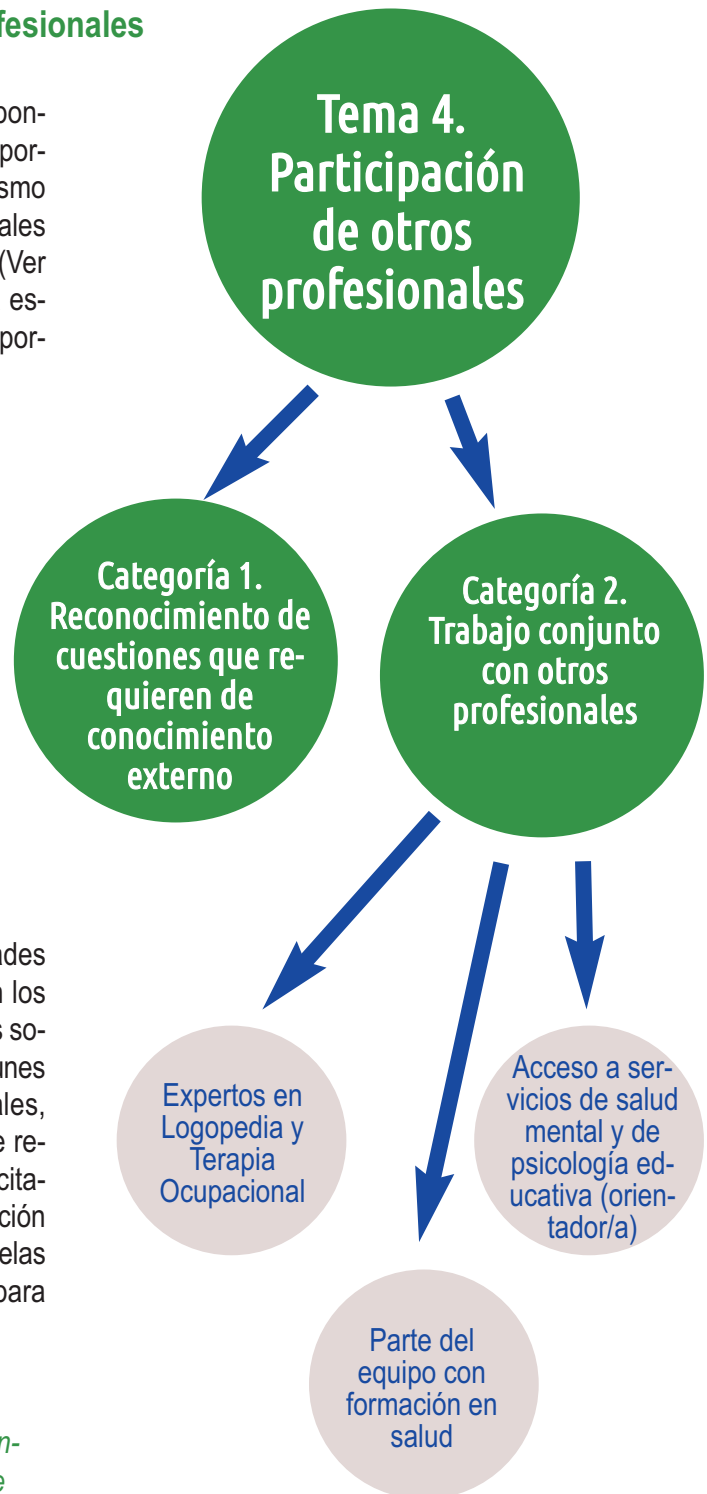 fesionales
pon-
por-
smo
ales
(Ver
es-
por-
Tema 4.
Participación
de otros
profesionales
Categoría 1.
Reconocimiento de
cuestiones que re-
quieren de
conocimiento
externo
Categoría 2.
Trabajo conjunto
con otros
profesionales
ades
n los
s so-
unes
ales,
e re-
cita-
ción
elas
para
n-
e
Expertos en
Logopedia y
Terapia
Ocupacional
Acceso a ser-
vicios de salud
mental y de
psicología ed-
ucativa (orien-
tador/a)
Parte del
equipo con
formación en
salud